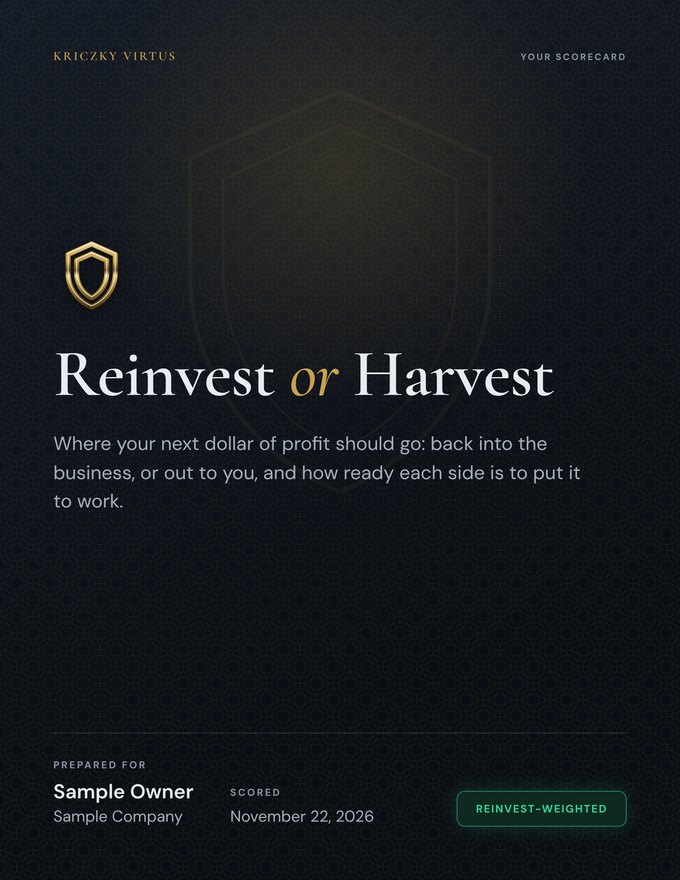 KRICZKY VIRTUS
YOUR SCORECARD
Reinvest or Harvest
Where your next dollar of profit should go: back into the
business, or out to you, and how ready each side is to put it
to work.
PREPARED FOR
Sample Owner
Sample Company
SCORED
November 22, 2026
REINVEST-WEIGHTED